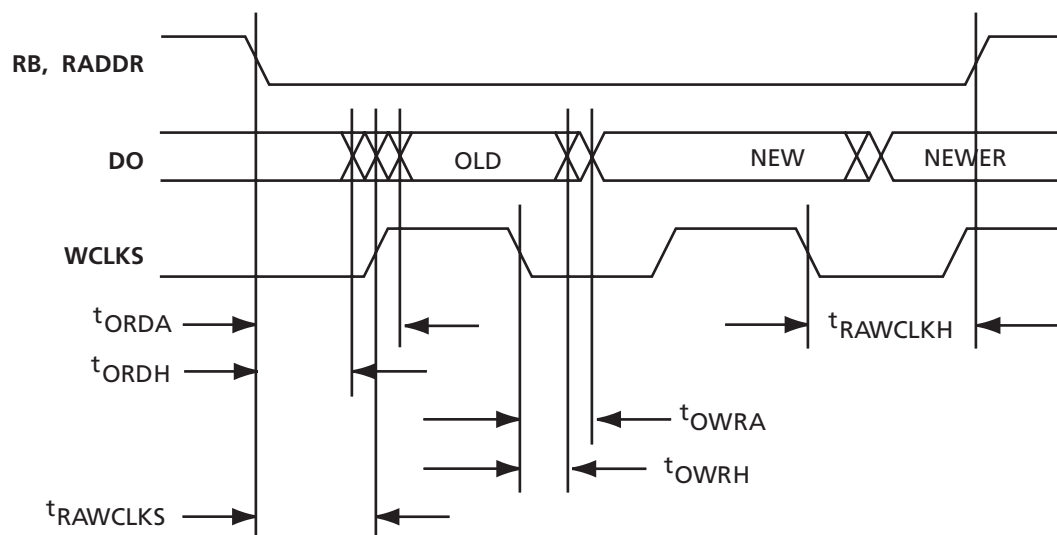 RB, RADDR
DO
OLD
NEW
NEWER
WCLKS
tORDA
tRAWCLKH
tORDH
tOWRA
tOWRH
tRAWCLKS